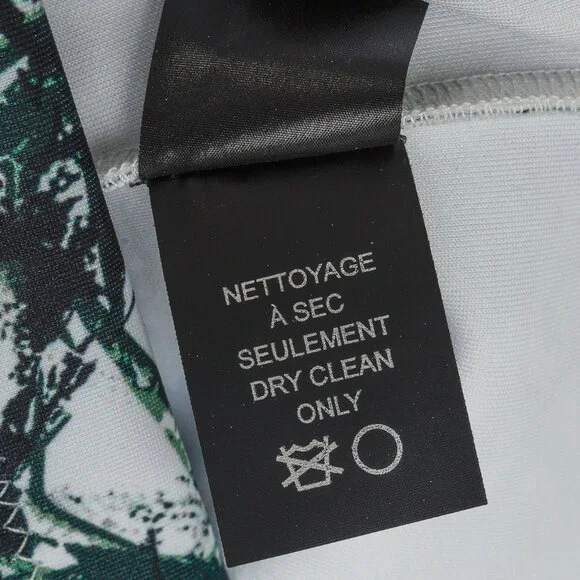 NETTOYAGE
À SEC
SEULEMENT
DRY CLEAN
ONLY